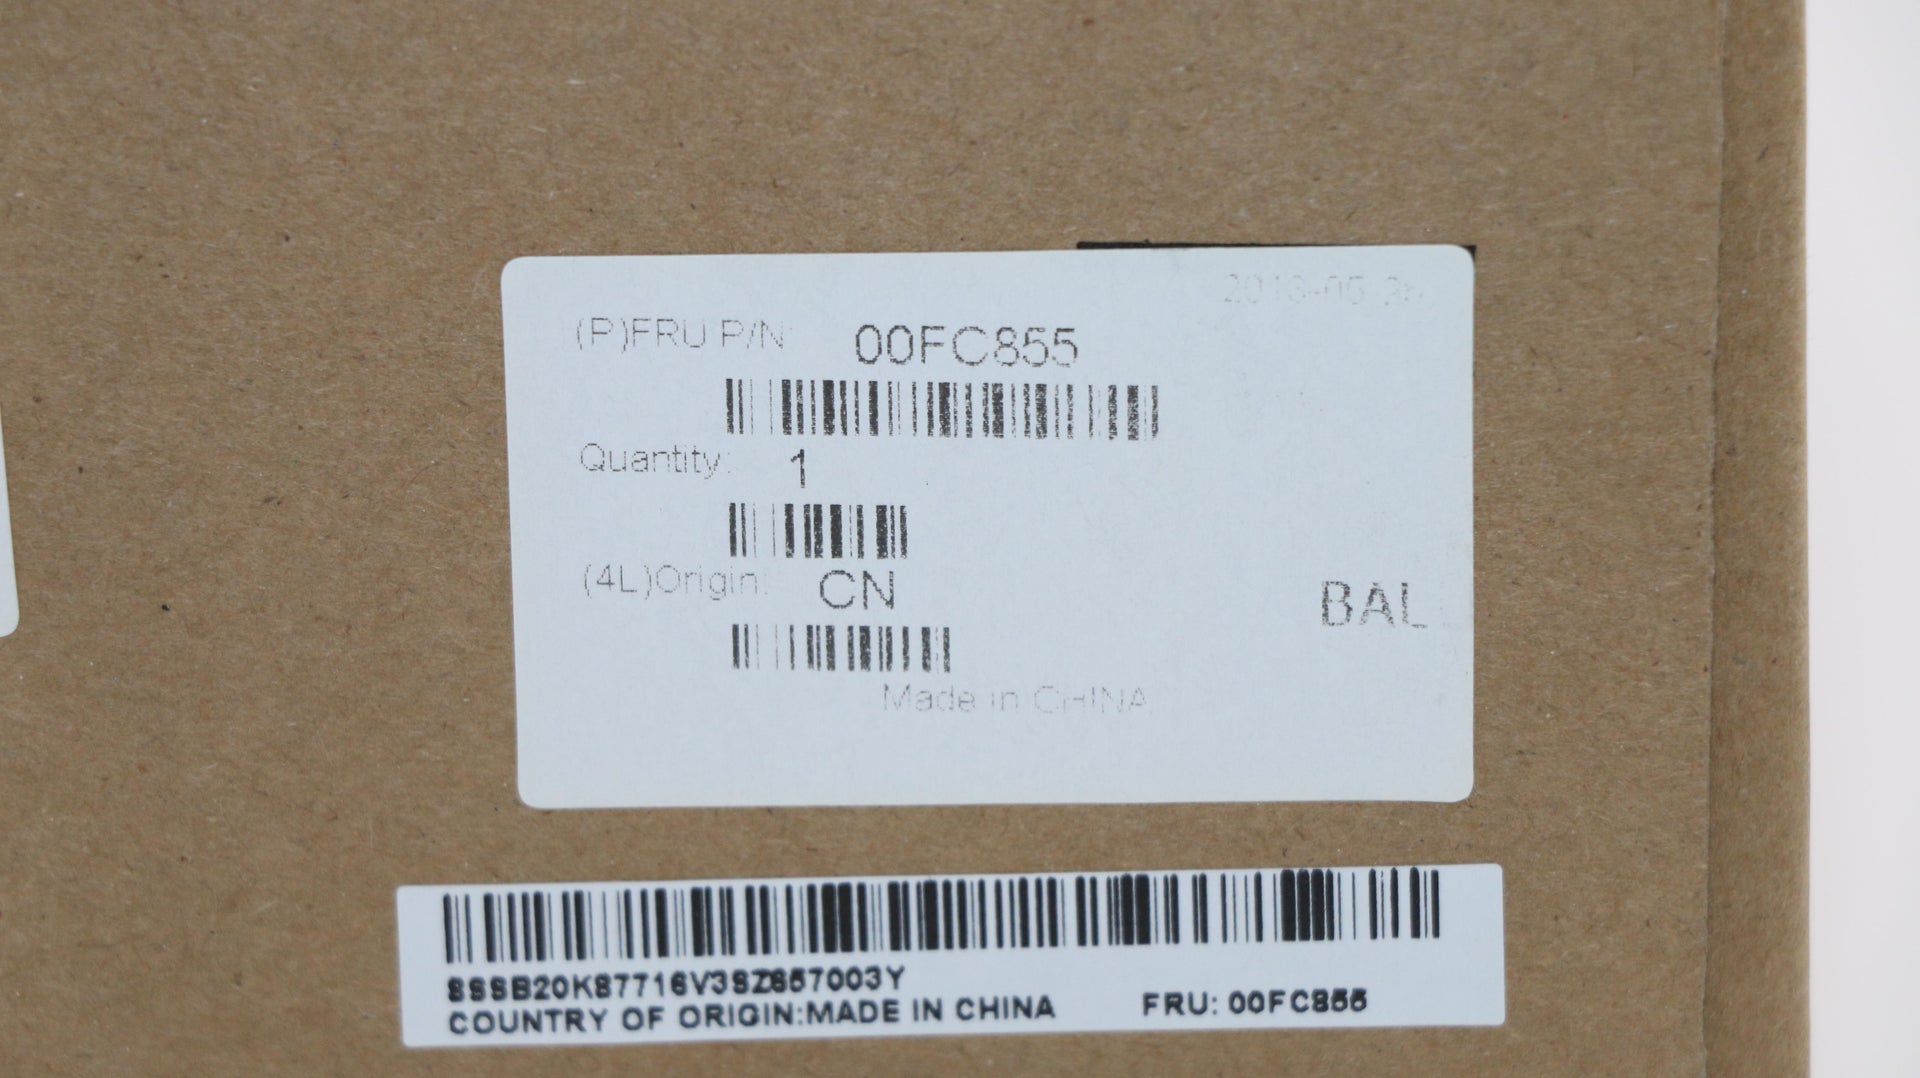 (P)FRU P/N: 00FC855
Quantity: 1
(4L)Origin: CN
BAL
Made in CHINA
COUNTRY OF ORIGIN:MADE IN CHINA FRU: 00FC855